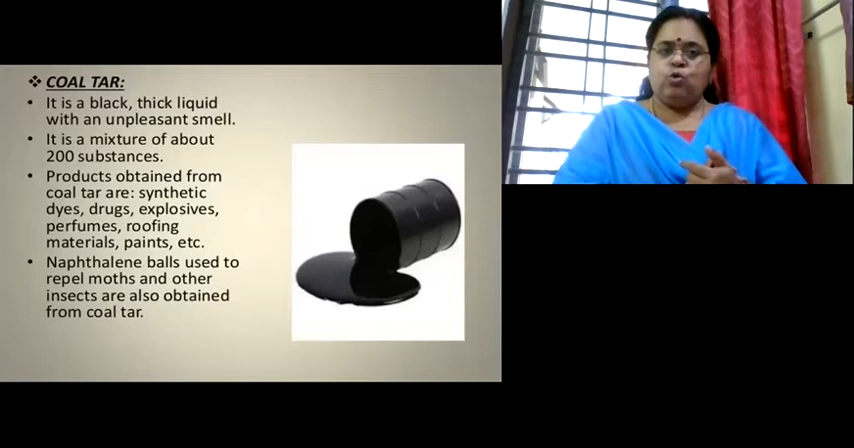 ❖ COAL TAR:
• It is a black, thick liquid
with an unpleasant smell.
• It is a mixture of about
200 substances.
• Products obtained from
coal tar are: synthetic
dyes, drugs, explosives,
perfumes, roofing
materials, paints, etc.
• Naphthalene balls used to
repel moths and other
insects are also obtained
from coal tar.